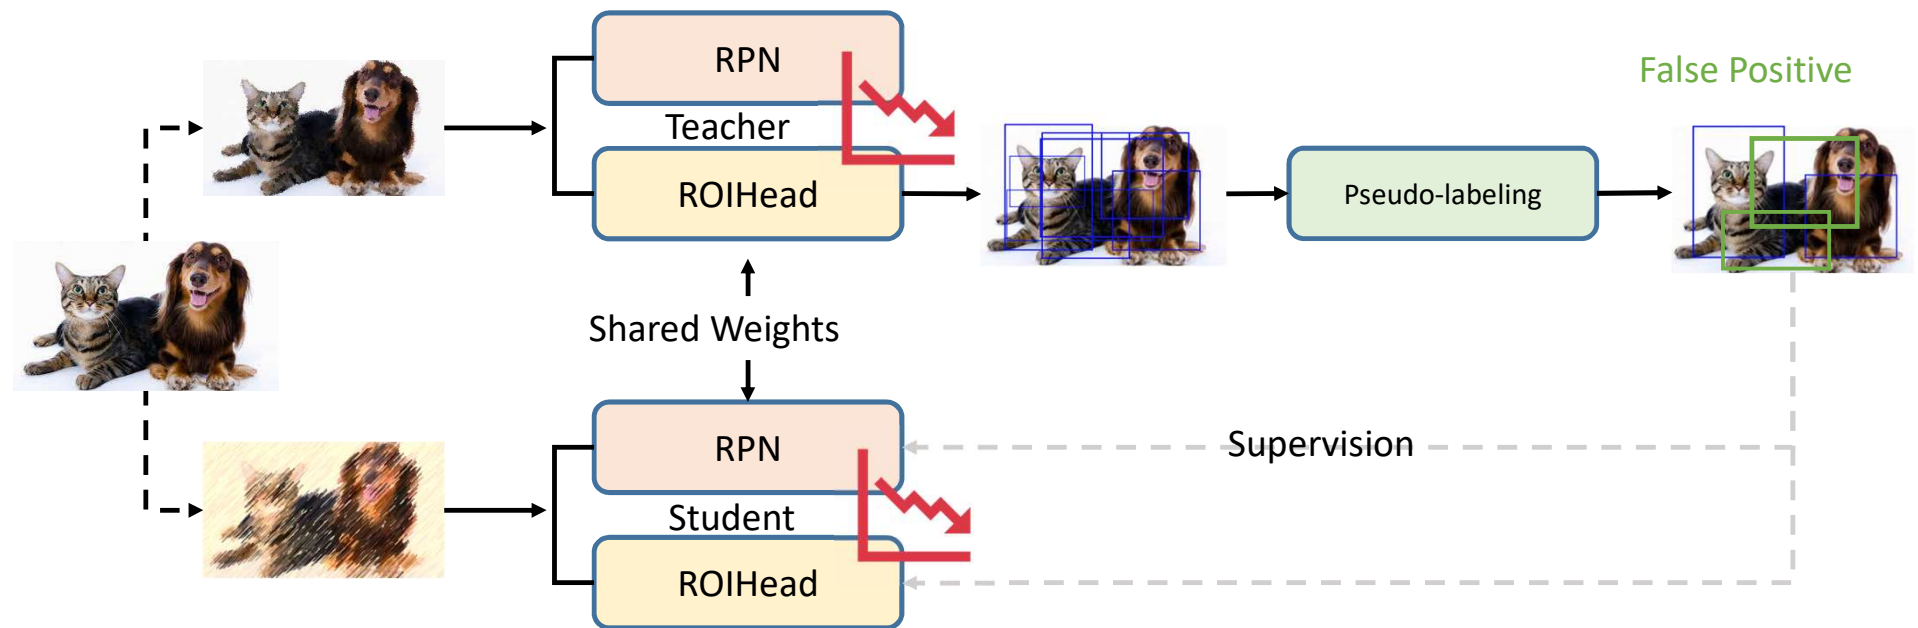 RPN
False Positive
Teacher
ROIHead
Pseudo-labeling
Shared Weights
RPN
Supervision
Student
ROIHead